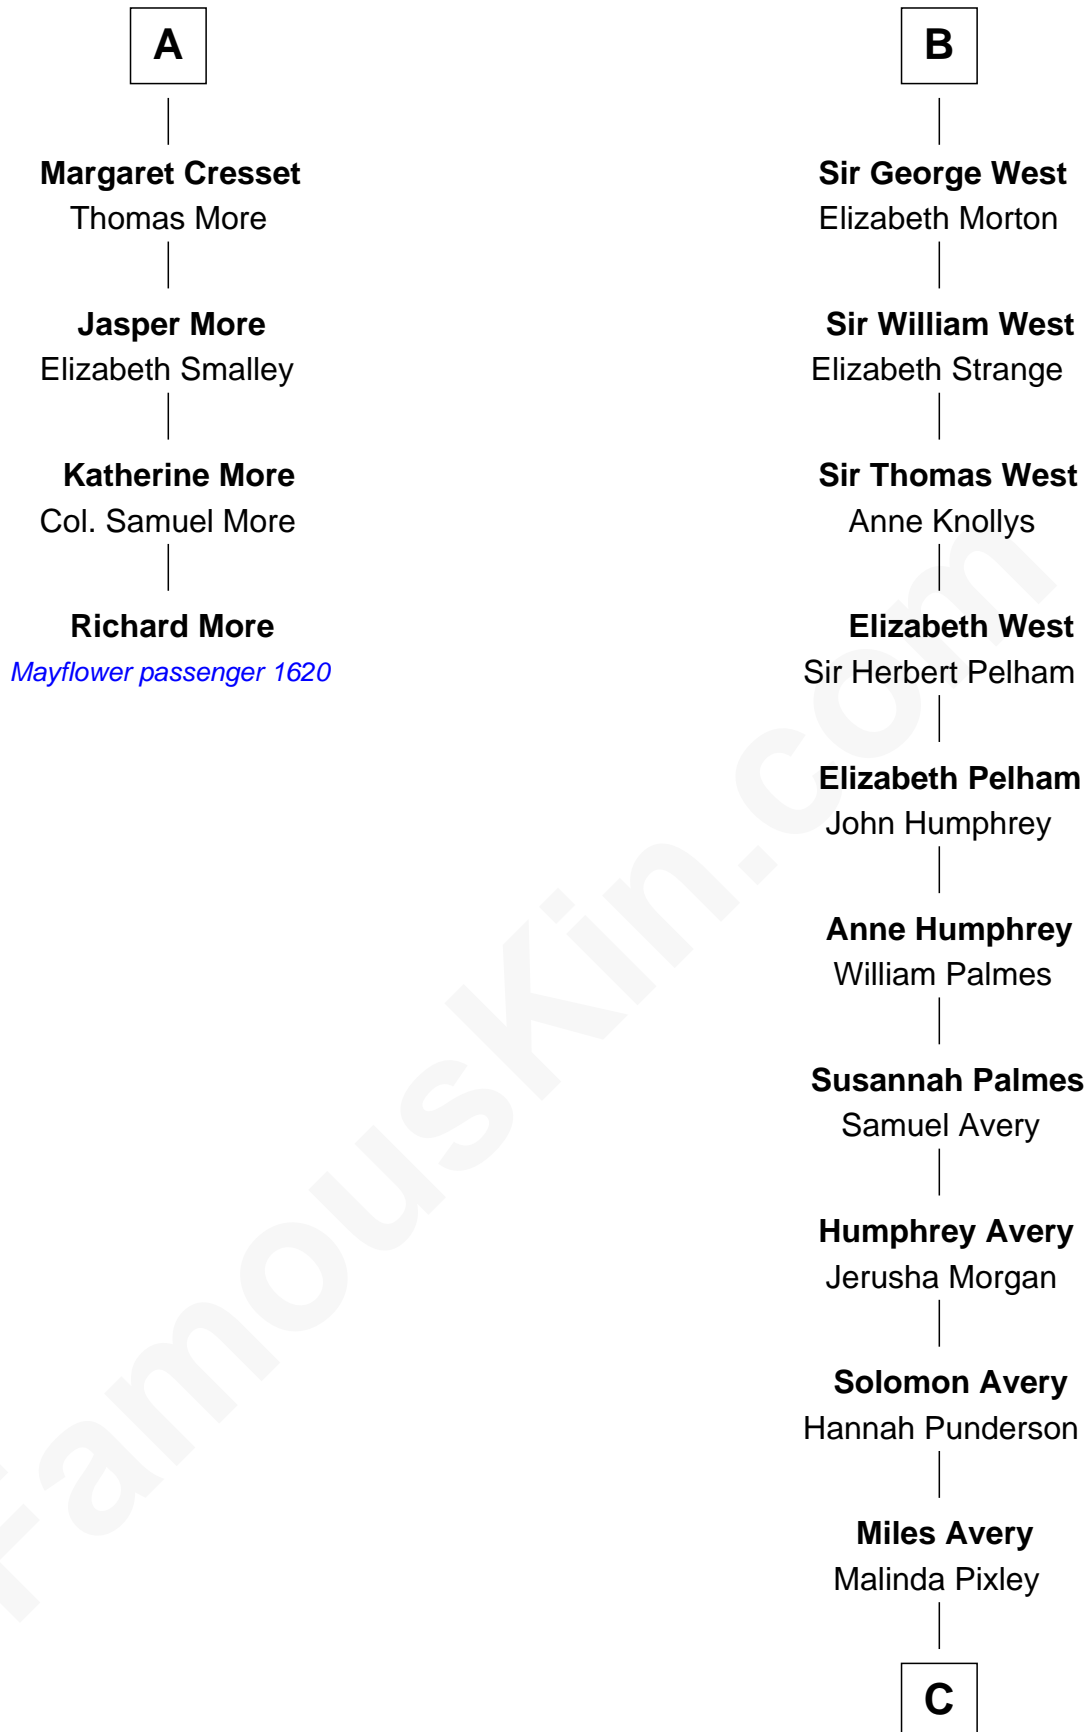 A
Margaret Cresset
Thomas More
Jasper More
Elizabeth Smalley
Katherine More
Col. Samuel More
Richard More
Mayflower passenger 1620
B
Sir George West
Elizabeth Morton
Sir William West
Elizabeth Strange
Sir Thomas West
Anne Knollys
Elizabeth West
Sir Herbert Pelham
Elizabeth Pelham
John Humphrey
Anne Humphrey
William Palmes
Susannah Palmes
Samuel Avery
Humphrey Avery
Jerusha Morgan
Solomon Avery
Hannah Punderson
Miles Avery
Malinda Pixley
C
FamousKin.com